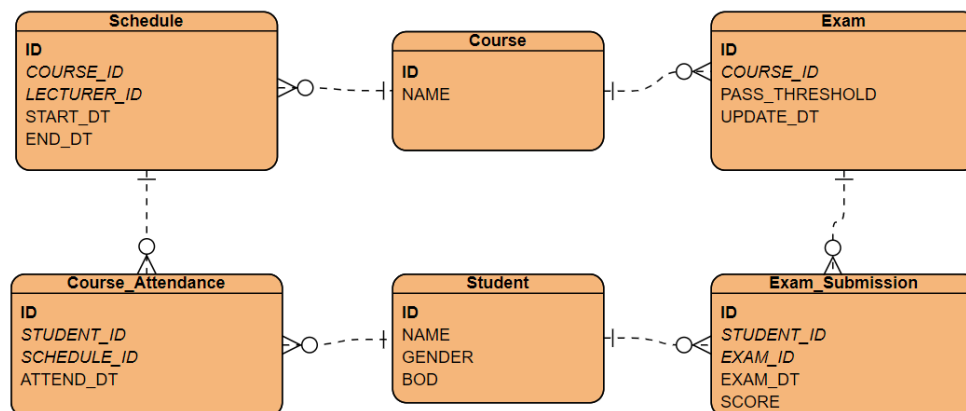 Schedule
ID
COURSE_ID
LECTURER_ID
START_DT
END_DT
Course
ID
NAME
Exam
ID
COURSE_ID
PASS_THRESHOLD
UPDATE_DT
Course_Attendance
ID
STUDENT_ID
SCHEDULE_ID
ATTEND_DT
Student
ID
NAME
GENDER
BOD
Exam_Submission
ID
STUDENT_ID
EXAM_ID
EXAM_DT
SCORE